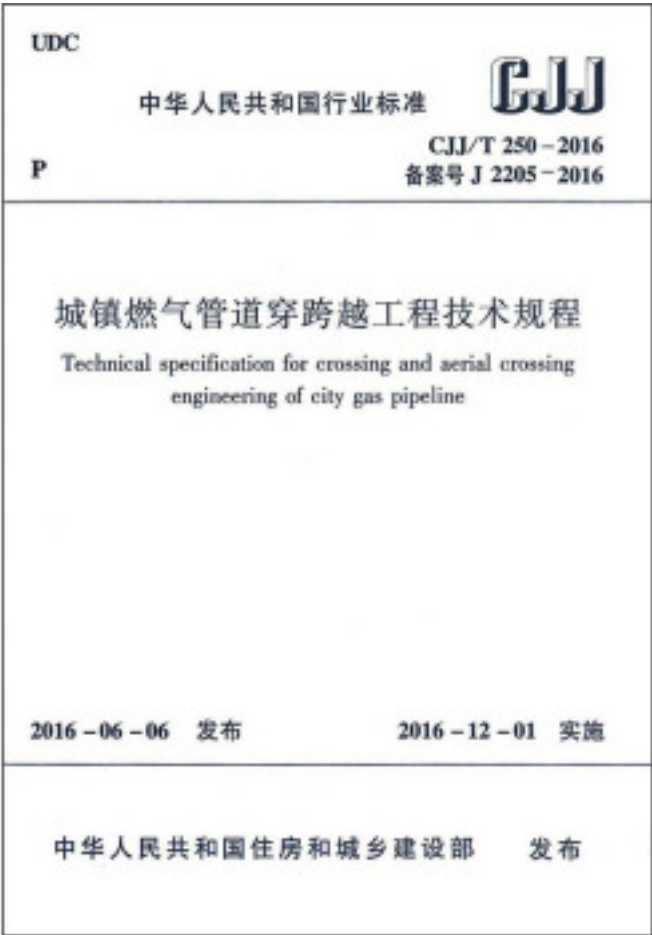 UDC
中华人民共和国行业标准
CJJ
CJJ/T 250-2016
P
备案号 J 2205-2016
城镇燃气管道穿跨越工程技术规程
Technical specification for crossing and aerial crossing
engineering of city gas pipeline
2016-06-06 发布
2016-12-01 实施
中华人民共和国住房和城乡建设部 发布